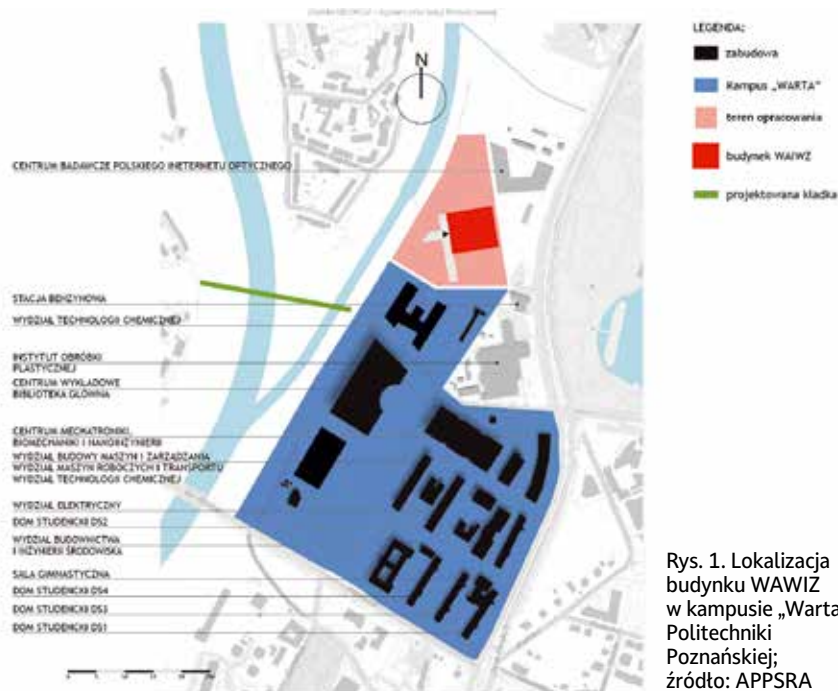 N
CENTRUM BADAWCZE POLSKIEGO INETERNETU OPTYCZNEGO
STACJA BENZYNOWA
WYDZIAŁ TECHNOLOGII CHEMICZNEJ
INSTYTUT OBRÓBKI
PLASTYCZNEJ
CENTRUM WYKŁADOWE
BIBLIOTEKA GŁÓWNA
CENTRUM MECHATRONIKI,
BIOMECHANIKI I NANOINŻYNIERII
WYDZIAŁ BUDOWY MASZYN I ZARZĄDZANIA
WYDZIAŁ MASZYN ROBOCZYCH I TRANSPORTU
WYDZIAŁ TECHNOLOGII CHEMICZNEJ
WYDZIAŁ ELEKTRYCZNY
DOM STUDENCKI DS2
WYDZIAŁ BUDOWNICTWA
I INŻYNIERII ŚRODOWISKA
SALA GIMNASTYCZNA
DOM STUDENCKI DS4
DOM STUDENCKI DS3
DOM STUDENCKI DS1
LEGENDA:
zabudowa
Kampus „WARTA"
teren opracowania
budynek WAIWZ
projektowana kładka
Rys. 1. Lokalizacja
budynku WAWIZ
w kampusie „Warta
Politechniki
Poznańskiej;
źródło: APPSRA